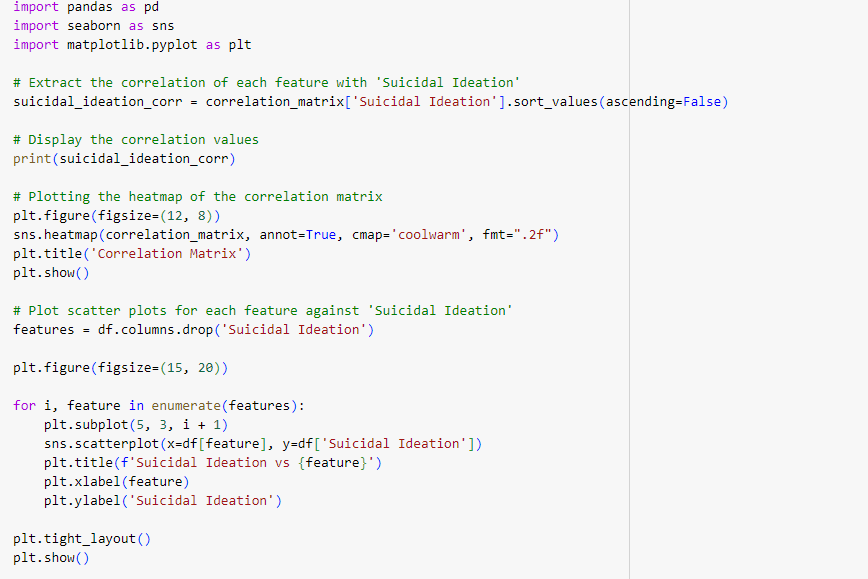 import pandas as pd
import seaborn as sns
import matplotlib.pyplot as plt
# Extract the correlation of each feature with 'Suicidal Ideation'
suicidal_ideation_corr = correlation_matrix['Suicidal Ideation'].sort_values(ascending=False)
# Display the correlation values
print(suicidal_ideation_corr)
# Plotting the heatmap of the correlation matrix
plt.figure(figsize=(12, 8))
sns.heatmap(correlation_matrix, annot=True, cmap='coolwarm', fmt=".2f")
plt.title('Correlation Matrix')
plt.show()
# Plot scatter plots for each feature against 'Suicidal Ideation'
features = df.columns.drop('Suicidal Ideation')
plt.figure(figsize=(15, 20))
for i, feature in enumerate(features):
    plt.subplot(5, 3, i + 1)
    sns.scatterplot(x=df[feature], y=df['Suicidal Ideation'])
    plt.title(f'Suicidal Ideation vs {feature}')
    plt.xlabel(feature)
    plt.ylabel('Suicidal Ideation')
plt.tight_layout()
plt.show()